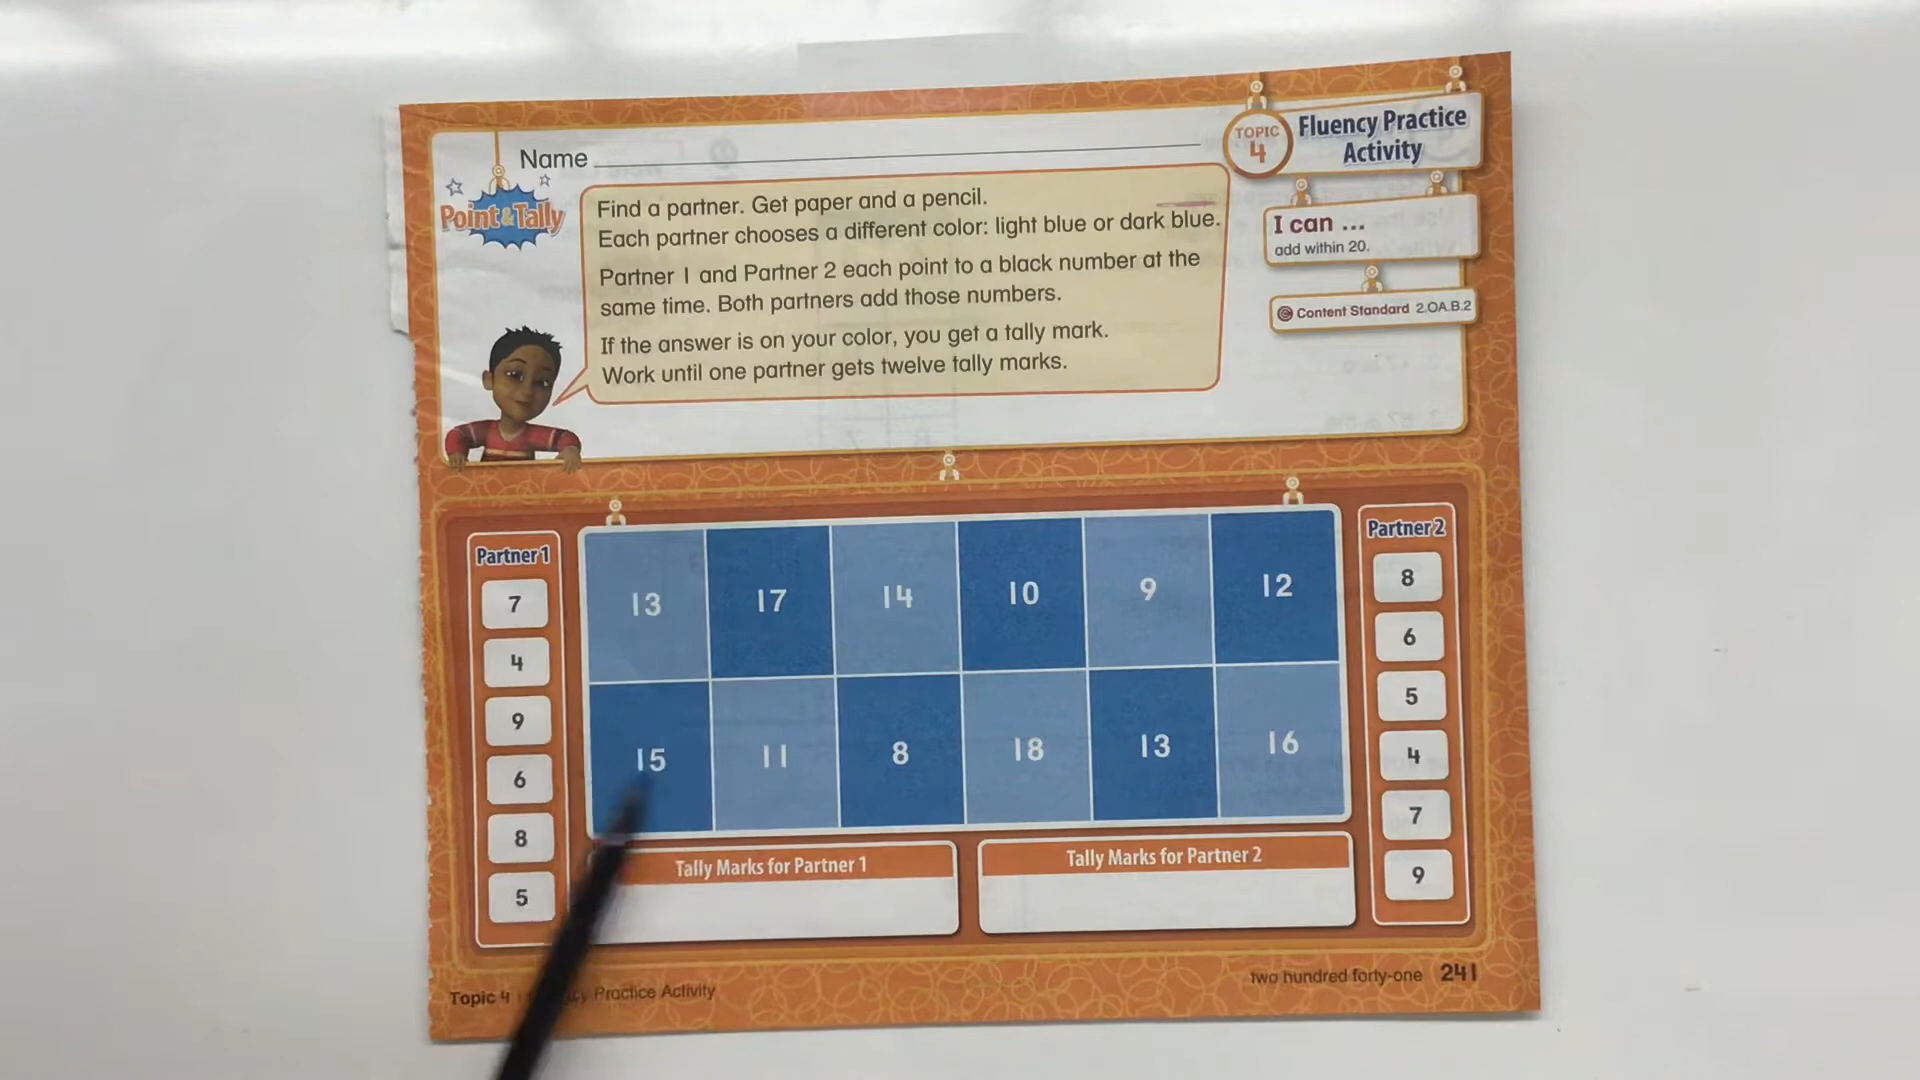 Name
TOPIC
4
Fluency Practice
Activity
Point & Tally
Find a partner. Get paper and a pencil.
Each partner chooses a different color: light blue or dark blue.
Partner 1 and Partner 2 each point to a black number at the
same time. Both partners add those numbers.
If the answer is on your color, you get a tally mark.
Work until one partner gets twelve tally marks.
I can ...
add within 20.
Content Standard 2.OA.B.2
Partner 1
7
4
9
6
8
5
13 17 14 10 9 12
15 11 8 18 13 16
Partner 2
8
6
5
4
7
9
Tally Marks for Partner 1
Tally Marks for Partner 2
Topic 4 Practice Activity
two hundred forty-one 241